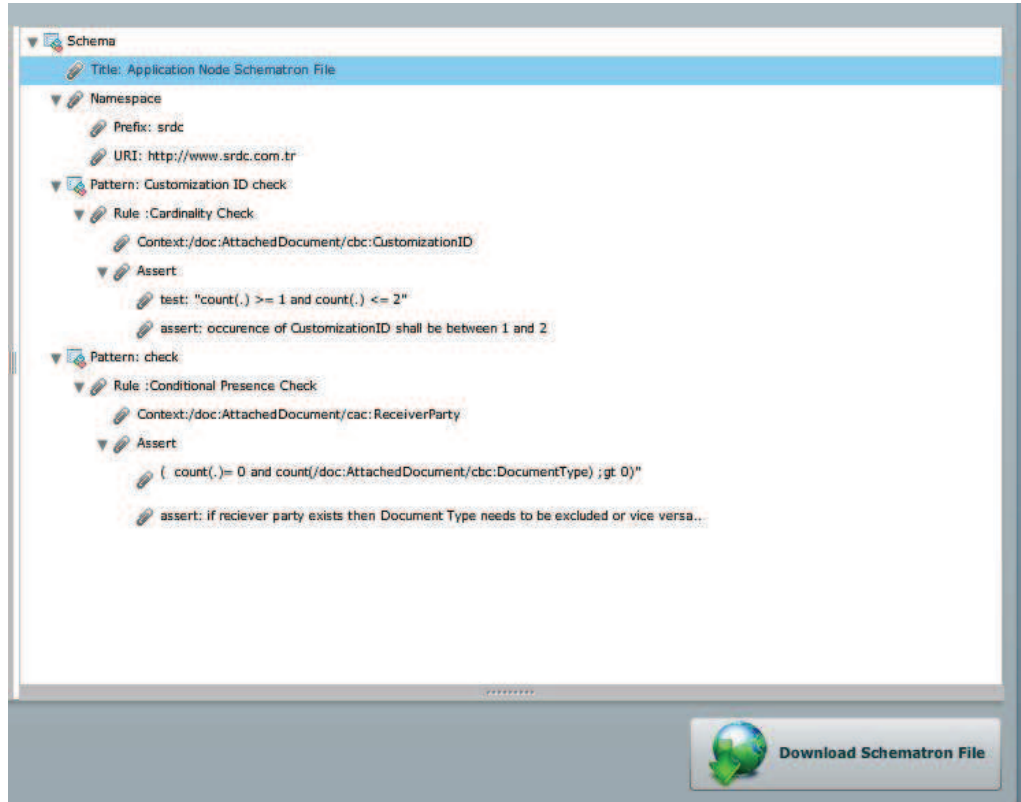 Schema
Title: Application Node Schematron File
Namespace
Prefix: srdc
URI: http://www.srdc.com.tr
Pattern: Customization ID check
Rule :Cardinality Check
Context:/doc:AttachedDocument/cbc:CustomizationID
Assert
test: "count(.) >= 1 and count(.) <= 2"
assert: occurence of CustomizationID shall be between 1 and 2
Pattern: check
Rule :Conditional Presence Check
Context:/doc:AttachedDocument/cac:ReceiverParty
Assert
( count(.)= 0 and count(/doc:AttachedDocument/cbc:DocumentType) ;gt 0)"
assert: if reciever party exists then Document Type needs to be excluded or vice versa..
Download Schematron File